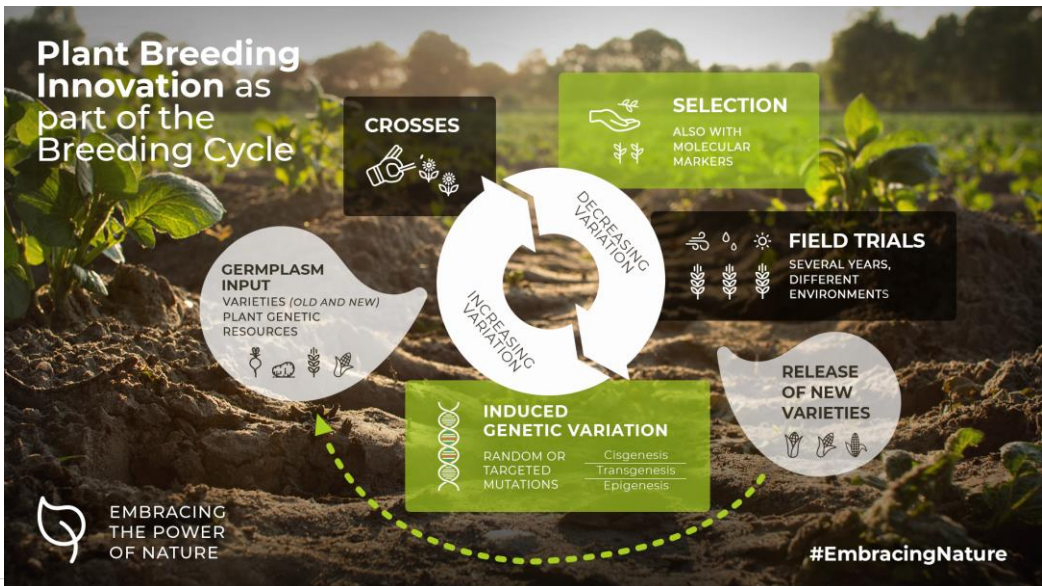 Plant Breeding
Innovation as
part of the
Breeding Cycle
CROSSES
SELECTION
ALSO WITH
MOLECULAR
MARKERS
DECREASING
VARIATION
FIELD TRIALS
SEVERAL YEARS,
DIFFERENT
ENVIRONMENTS
GERMPLASM
INPUT
VARIETIES (OLD AND NEW)
PLANT GENETIC
RESOURCES
INCREASING
VARIATION
RELEASE
OF NEW
VARIETIES
INDUCED
GENETIC VARIATION
RANDOM OR
TARGETED
MUTATIONS
Cisgenesis
Transgenesis
Epigenesis
EMBRACING
THE POWER
OF NATURE
#EmbracingNature